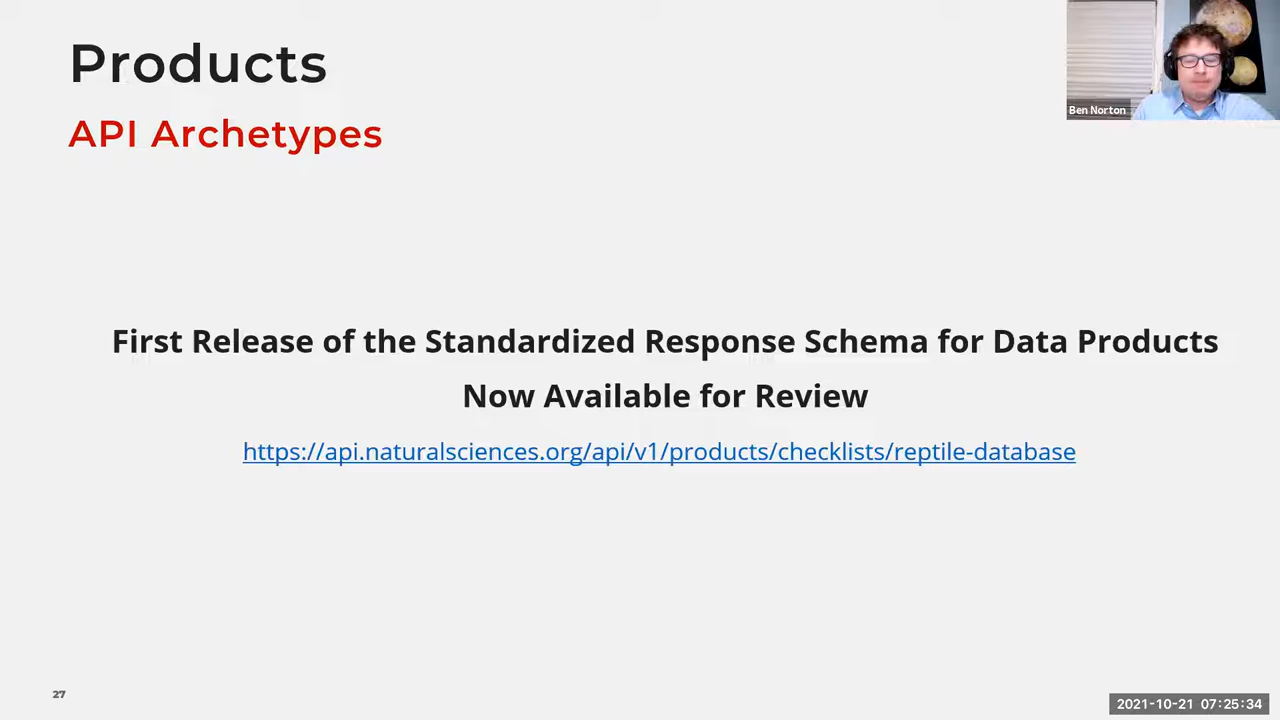 Products
API Archetypes
Ben Norton
First Release of the Standardized Response Schema for Data Products
Now Available for Review
https://api.naturalsciences.org/api/v1/products/checklists/reptile-database
27
2021-10-21 07:25:34